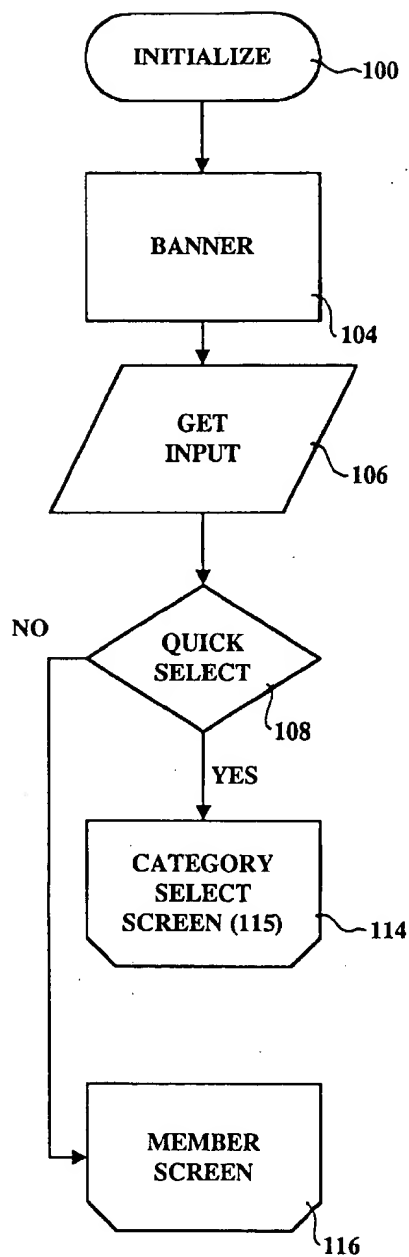 INITIALIZE
100
BANNER
104
GET
INPUT
106
NO
QUICK
SELECT
108
YES
CATEGORY
SELECT
SCREEN (115)
114
MEMBER
SCREEN
116